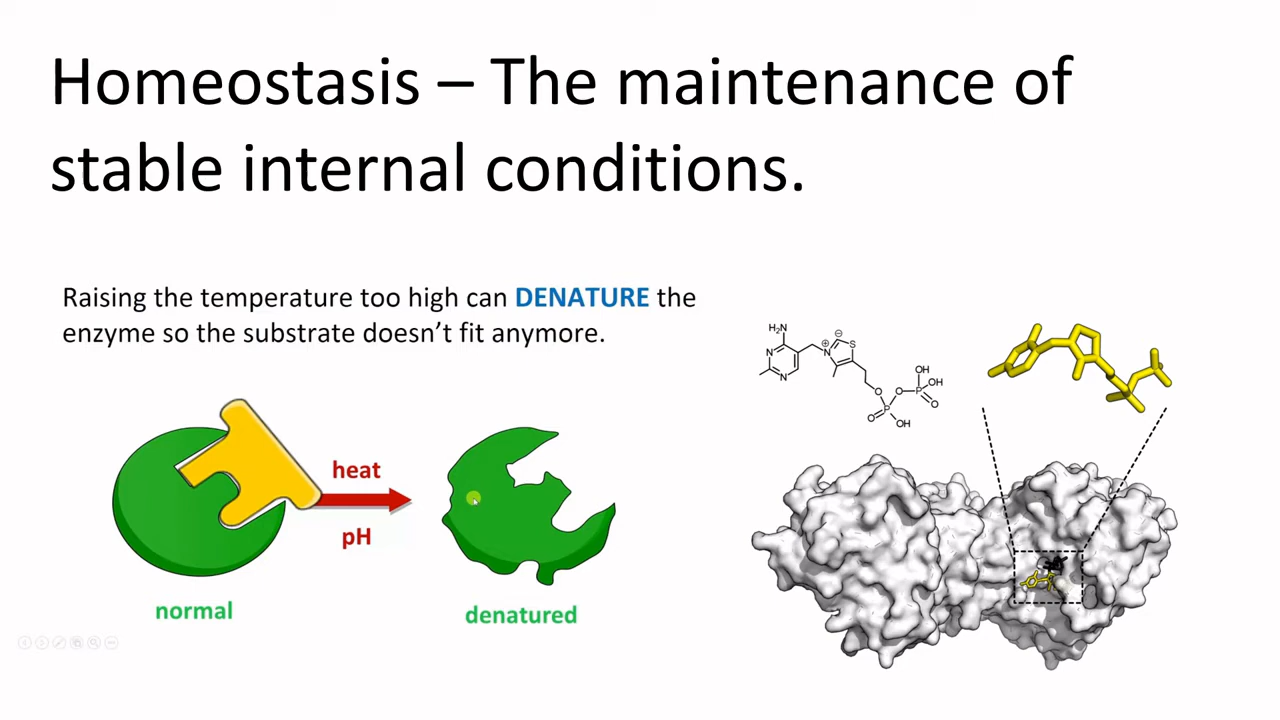 Homeostasis – The maintenance of
stable internal conditions.
Raising the temperature too high can DENATURE the
enzyme so the substrate doesn't fit anymore.
heat
pH
normal
denatured
H₂N
N
N
N
⊕
⊖
S
O
P
O
OH
O
P
OH
OH
O